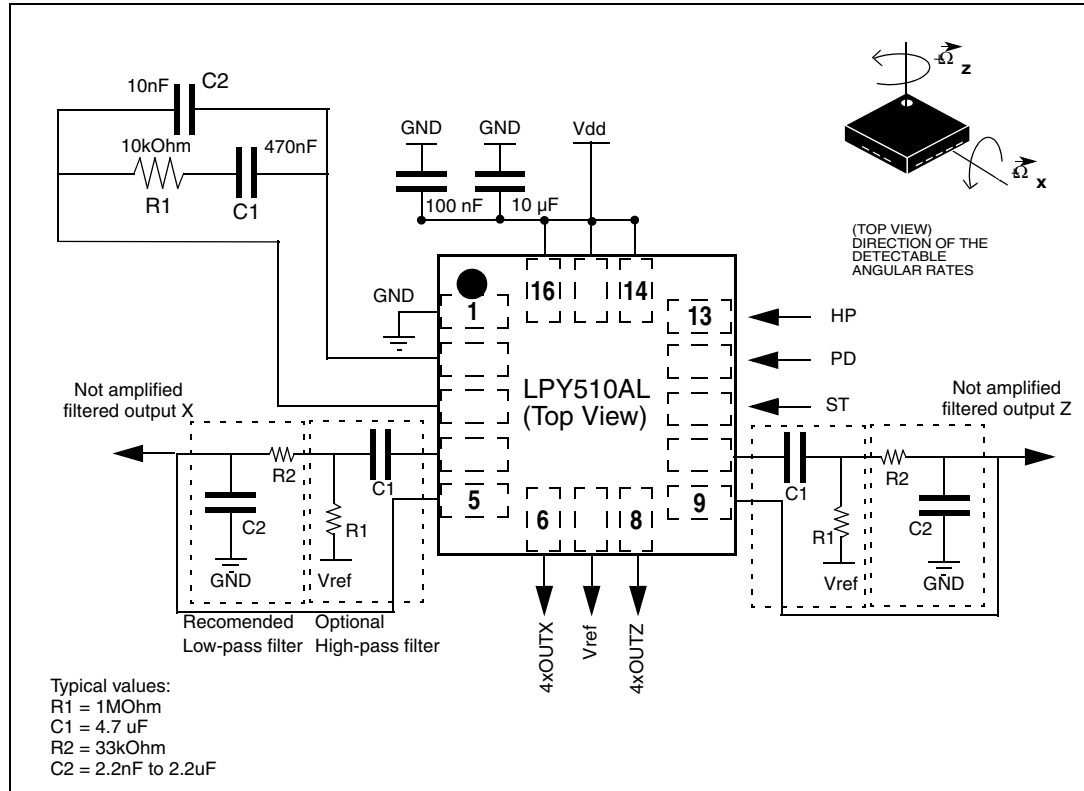 10nF
C2
10kOhm
470nF
R1
C1
GND
GND
Vdd
100 nF
10 µF
Ω z
Ω x
(TOP VIEW)
DIRECTION OF THE
DETECTABLE
ANGULAR RATES
GND
1
16
14
13
HP
PD
ST
LPY510AL
(Top View)
Not amplified
filtered output X
Not amplified
filtered output Z
R2
C1
C2
R1
GND
Vref
5
6
8
9
C1
R2
R1
C2
Vref
GND
Recomended
Low-pass filter
Optional
High-pass filter
4xOUTX
Vref
4xOUTZ
Typical values:
R1 = 1MOhm
C1 = 4.7 uF
R2 = 33kOhm
C2 = 2.2nF to 2.2uF